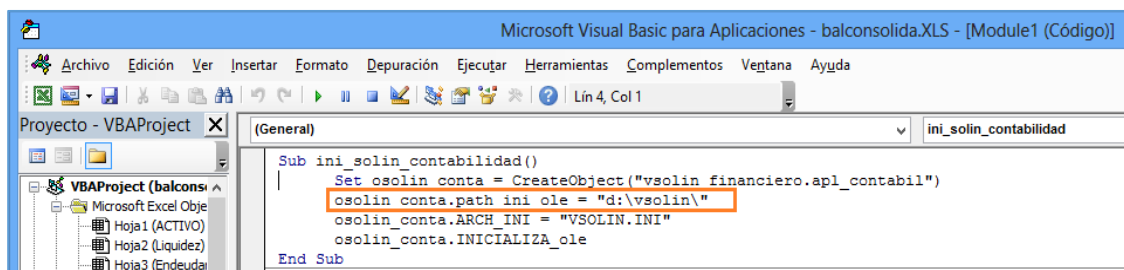 Microsoft Visual Basic para Aplicaciones - balconsolida.XLS - [Module1 (Código)]
Archivo Edición Ver Insertar Formato Depuración Ejecutar Herramientas Complementos Ventana Ayuda
Lín 4, Col 1
Proyecto - VBAProject
(General)
ini_solin_contabilidad
VBAProject (balconso
Microsoft Excel Obje
Hoja1 (ACTIVO)
Hoja2 (Liquidez)
Hoja3 (Endeudar
Sub ini_solin_contabilidad()
Set osolin_conta = CreateObject("vsolin_financiero.apl_contabil")
osolin_conta.path_ini_ole = "d:\vsolin\"
osolin_conta.ARCH_INI = "VSOLIN.INI"
osolin_conta.INICIALIZA_ole
End Sub